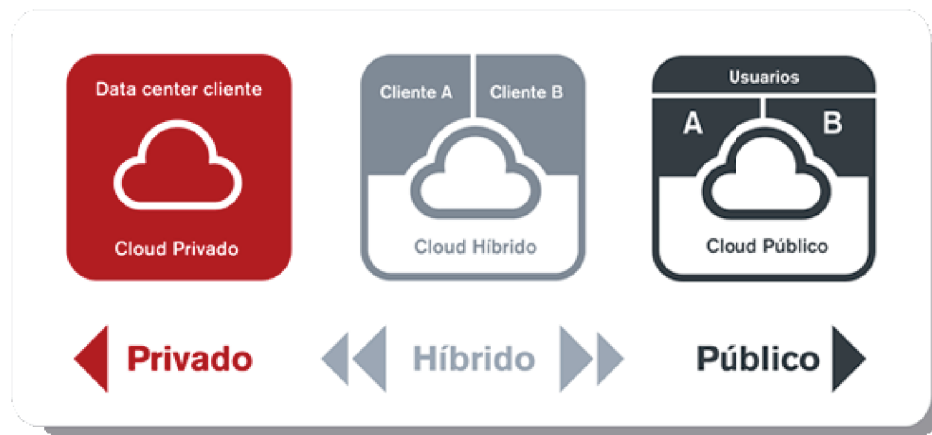 Data center cliente
Cloud Privado
Cliente A
Cliente B
Cloud Híbrido
Usuarios
A
B
Cloud Público
Privado
Híbrido
Público